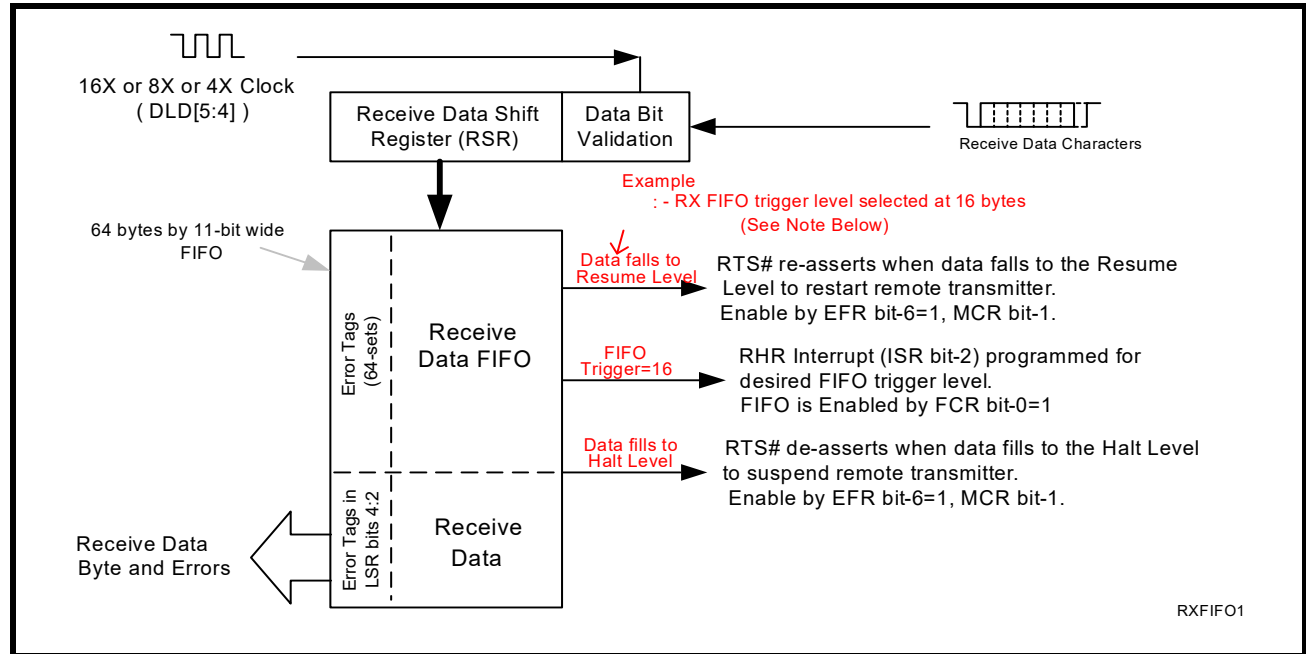 16X or 8X or 4X Clock
( DLD[5:4] )
Receive Data Shift
Register (RSR)
Data Bit
Validation
Receive Data Characters
Example
: - RX FIFO trigger level selected at 16 bytes
(See Note Below)
64 bytes by 11-bit wide
FIFO
Data falls to
Resume Level
RTS# re-asserts when data falls to the Resume
Level to restart remote transmitter.
Enable by EFR bit-6=1, MCR bit-1.
Error Tags
(64-sets)
Receive
Data FIFO
FIFO
Trigger=16
RHR Interrupt (ISR bit-2) programmed for
desired FIFO trigger level.
FIFO is Enabled by FCR bit-0=1
Data fills to
Halt Level
RTS# de-asserts when data fills to the Halt Level
to suspend remote transmitter.
Enable by EFR bit-6=1, MCR bit-1.
Error Tags in
LSR bits 4:2
Receive
Data
Receive Data
Byte and Errors
RXFIFO1